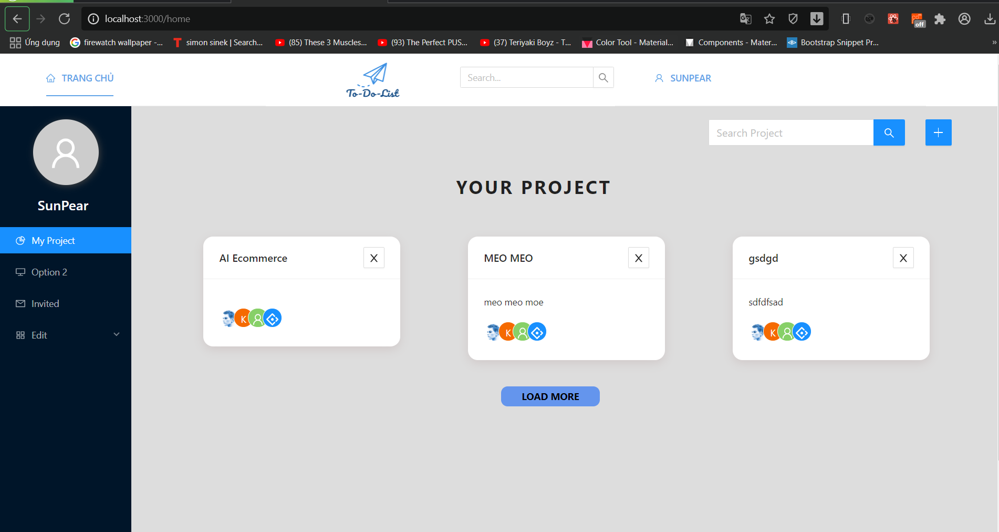 localhost:3000/home
off
Ứng dụng
firewatch wallpaper -...
simon sinek | Search...
(85) These 3 Muscles...
(93) The Perfect PUS...
(37) Teriyaki Boyz - T...
Color Tool - Material...
Components - Mater...
<B>
Bootstrap Snippet Pr...
»
TRANG CHỦ
To-Do-List
Search...
SUNPEAR
SunPear
My Project
Option 2
Invited
Edit
Search Project
YOUR PROJECT
AI Ecommerce
X
K
MEO MEO
X
meo meo moe
K
gsdgd
X
sdfdfsad
K
LOAD MORE